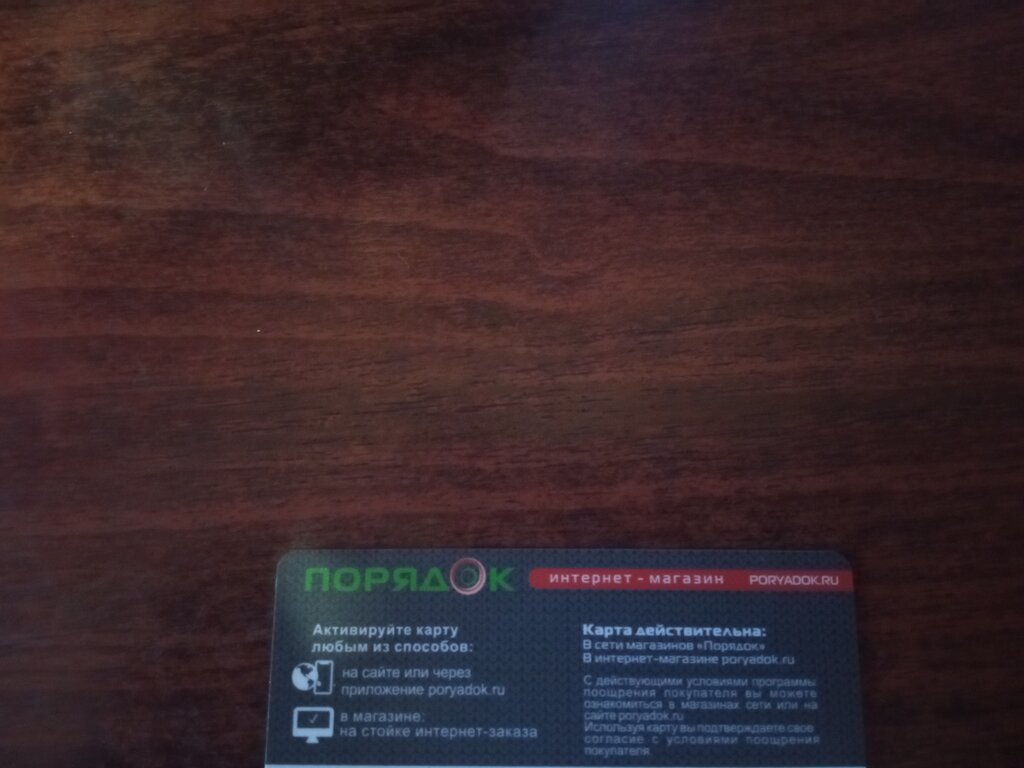 ПОРЯДОК
интернет - магазин PORYADOK.RU
Активируйте карту
любым из способов:
на сайте или через
приложение poryadok.ru
в магазине:
на стойке интернет-заказа
Карта действительна:
В сети магазинов «Порядок»
В интернет-магазине poryadok.ru
С действующими условиями программы
поощрения покупателя вы можете
ознакомиться в магазинах сети или на
сайте poryadok.ru
Используя карту вы подтверждаете свое
согласие с условиями поощрения
покупателя.